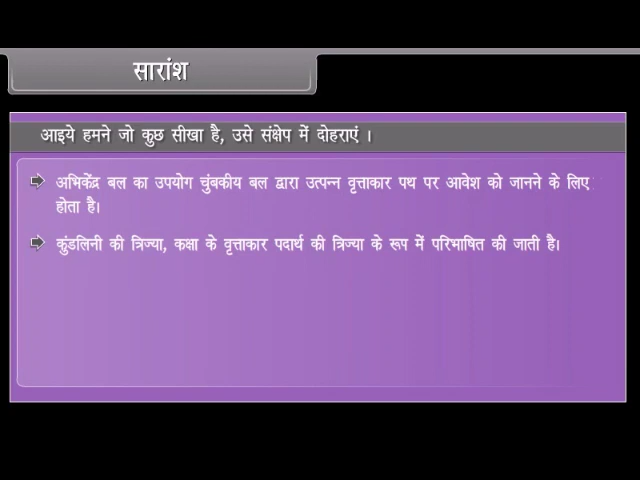 सारांश
आइये हमने जो कुछ सीखा है, उसे संक्षेप में दोहराएं ।
अभिकेंद्र बल का उपयोग चुंबकीय बल द्वारा उत्पन्न वृत्ताकार पथ पर आवेश को जानने के लिए
होता है।
कुंडलिनी की त्रिज्या, कक्षा के वृत्ताकार पदार्थ की त्रिज्या के रूप में परिभाषित की जाती है।